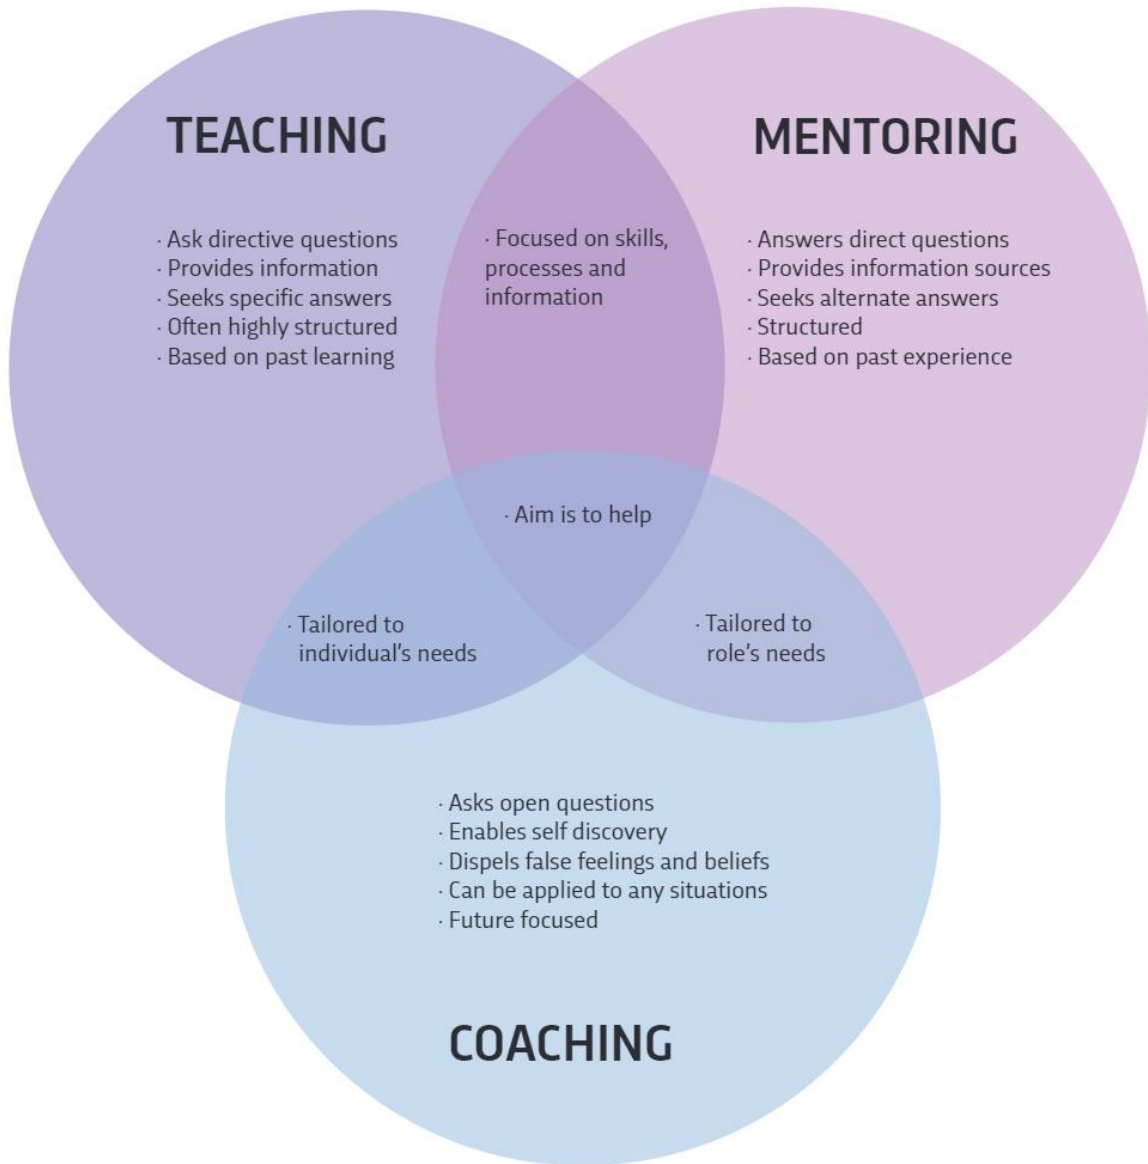 TEACHING
· Ask directive questions
· Provides information
· Seeks specific answers
· Often highly structured
· Based on past learning
· Focused on skills,
processes and
information
MENTORING
· Answers direct questions
· Provides information sources
· Seeks alternate answers
· Structured
· Based on past experience
· Aim is to help
· Tailored to
individual's needs
· Tailored to
role's needs
· Asks open questions
· Enables self discovery
· Dispels false feelings and beliefs
· Can be applied to any situations
· Future focused
COACHING